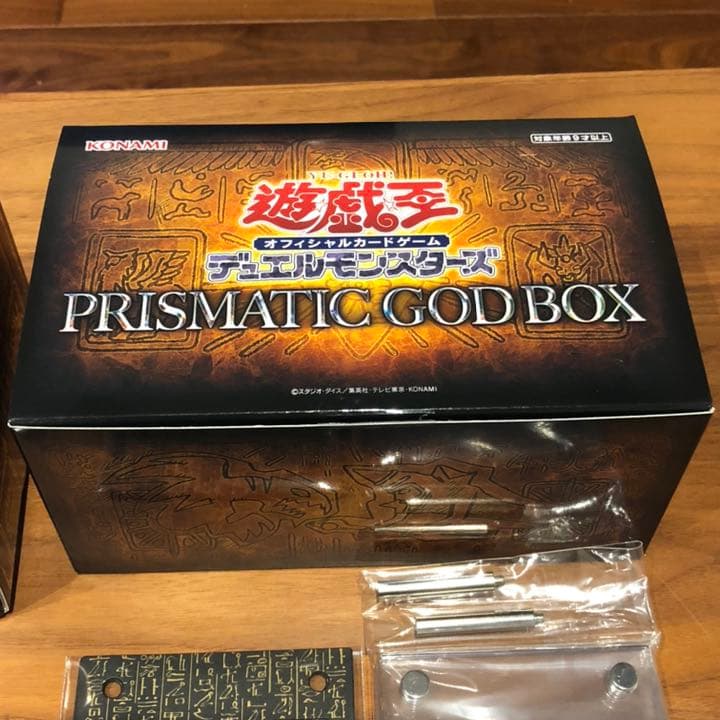 KONAMI
対象年齢9才以上
YU-GI-OH!
遊戯王
オフィシャルカードゲーム
デュエルモンスターズ
PRISMATIC GOD BOX
©スタジオ・ダイス／集英社・テレビ東京・KONAMI